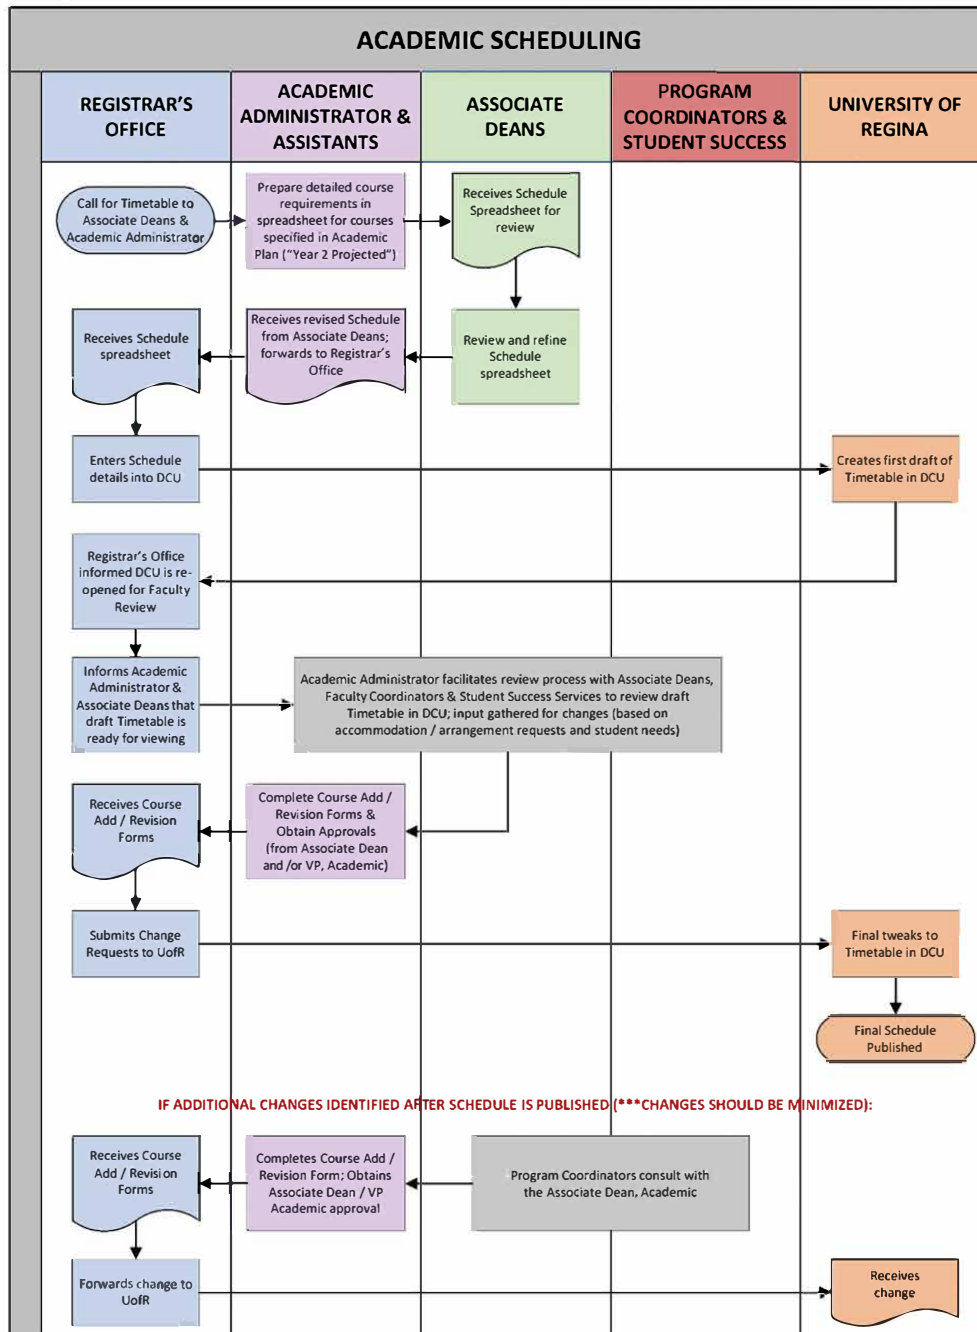 ACADEMIC SCHEDULING
REGISTRAR'S
OFFICE
ACADEMIC
ADMINISTRATOR &
ASSISTANTS
ASSOCIATE
DEANS
PROGRAM
COORDINATORS &
STUDENT SUCCESS
UNIVERSITY OF
REGINA
Call for Timetable to
Associate Deans &
Academic Administrator
Prepare detailed course
requirements in
spreadsheet for courses
specified in Academic
Plan ("Year 2 Projected")
Receives Schedule
Spreadsheet for
review
Receives Schedule
spreadsheet
Receives revised Schedule
from Associate Deans;
forwards to Registrar's
Office
Review and refine
Schedule
spreadsheet
Enters Schedule
details into DCU
Creates first draft of
Timetable in DCU
Registrar's Office
informed DCU is re-
opened for Faculty
Review
Informs Academic
Administrator &
Associate Deans that
draft Timetable is
ready for viewing
Academic Administrator facilitates review process with Associate Deans,
Faculty Coordinators & Student Success Services to review draft
Timetable in DCU; input gathered for changes (based on
accommodation / arrangement requests and student needs)
Receives Course
Add / Revision
Forms
Complete Course Add /
Revision Forms &
Obtain Approvals
(from Associate Dean
and /or VP, Academic)
Submits Change
Requests to UofR
Final tweaks to
Timetable in DCU
Final Schedule
Published
IF ADDITIONAL CHANGES IDENTIFIED AFTER SCHEDULE IS PUBLISHED (***CHANGES SHOULD BE MINIMIZED):
Receives Course
Add / Revision
Forms
Completes Course Add /
Revision Form; Obtains
Associate Dean / VP
Academic approval
Program Coordinators consult with
the Associate Dean, Academic
Forwards change to
UofR
Receives
change